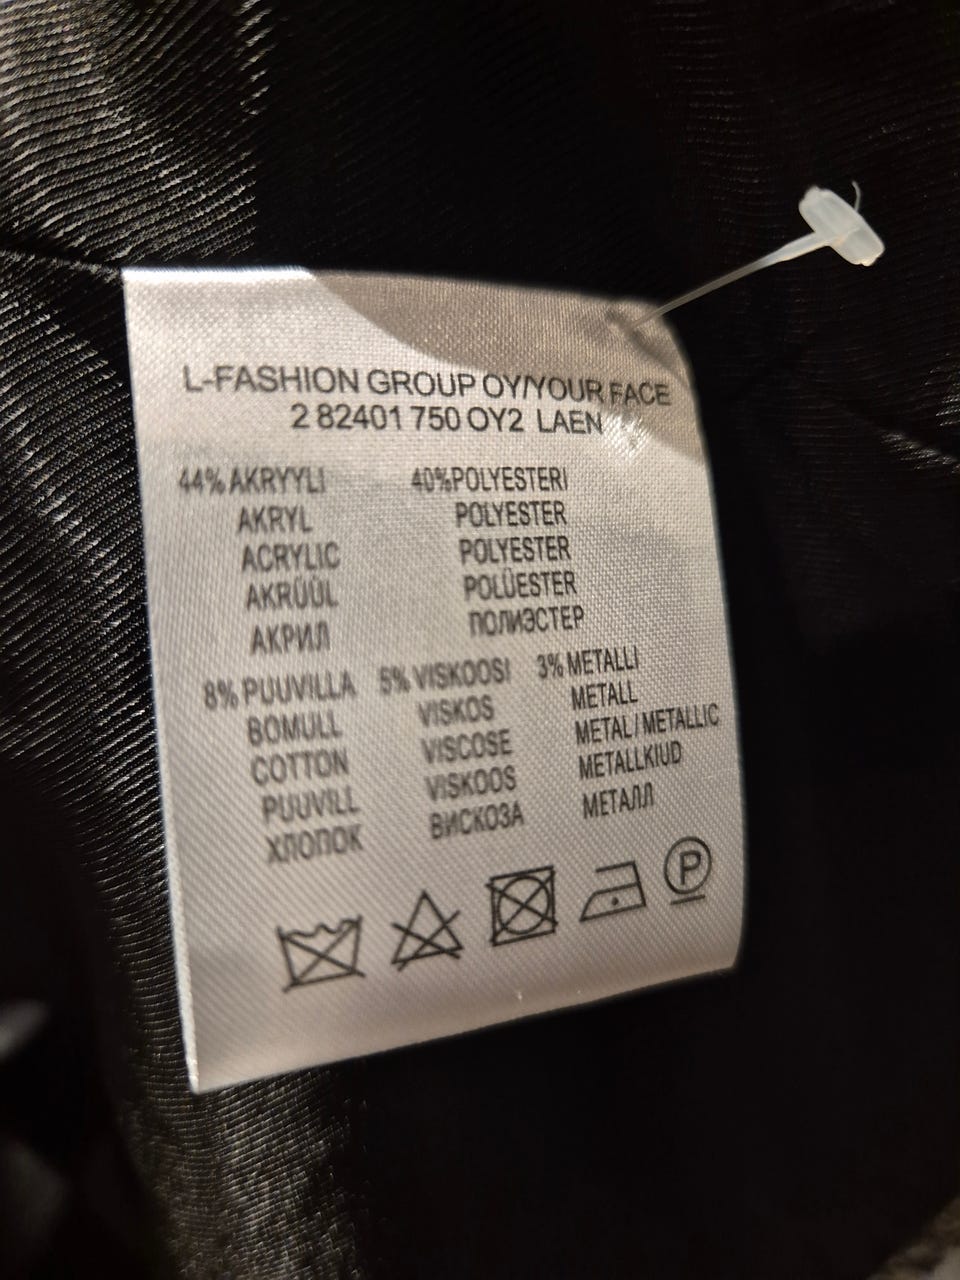 L-FASHION GROUP OY/YOUR FACE
2 82401 750 OY2 LAEN
44% AKRYYLI
AKRYL
ACRYLIC
AKRÜÜL
АКРИЛ
40%POLYESTERI
POLYESTER
POLYESTER
POLÜESTER
ПОЛИЭСТЕР
8% PUUVILLA
BOMULL
COTTON
PUUVILL
ХЛОПОК
5% VISKOOSI
VISKOS
VISCOSE
VISKOOS
ВИСКОЗА
3% METALLI
METALL
METAL/METALLIC
METALLKIUD
МЕТАЛЛ
P